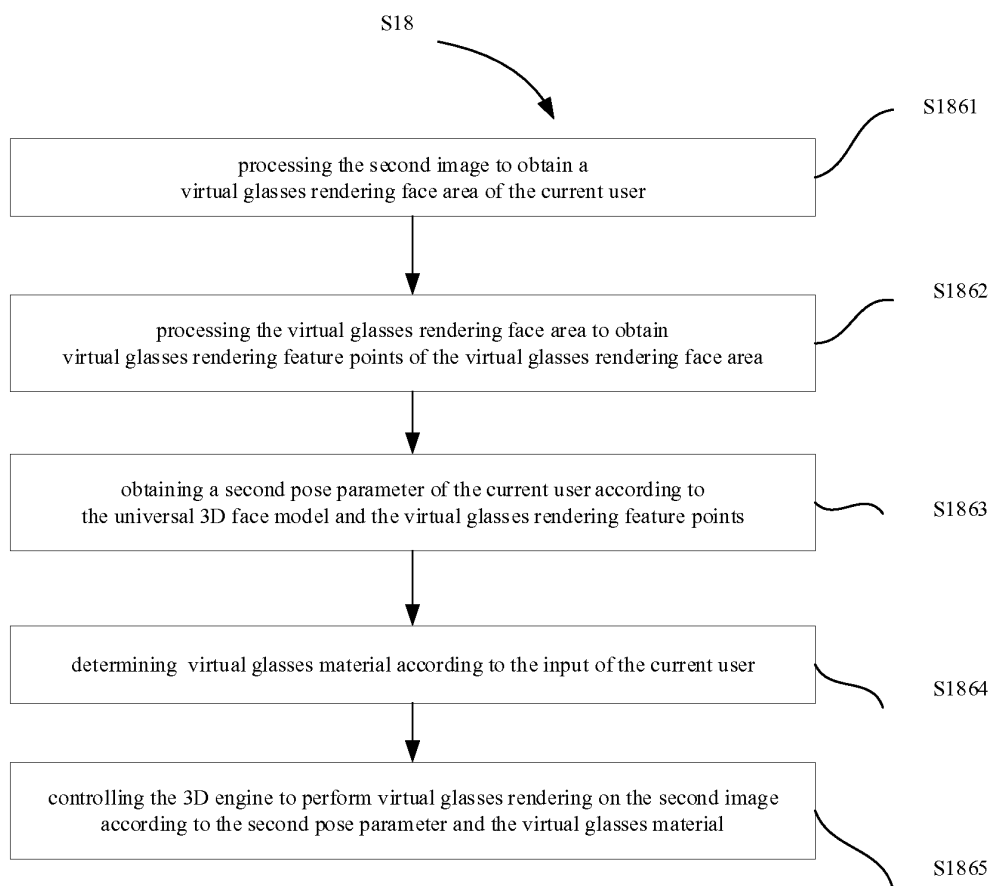 S18
S1861
processing the second image to obtain a
virtual glasses rendering face area of the current user
S1862
processing the virtual glasses rendering face area to obtain
virtual glasses rendering feature points of the virtual glasses rendering face area
obtaining a second pose parameter of the current user according to
the universal 3D face model and the virtual glasses rendering feature points
S1863
determining virtual glasses material according to the input of the current user
S1864
controlling the 3D engine to perform virtual glasses rendering on the second image
according to the second pose parameter and the virtual glasses material
S1865